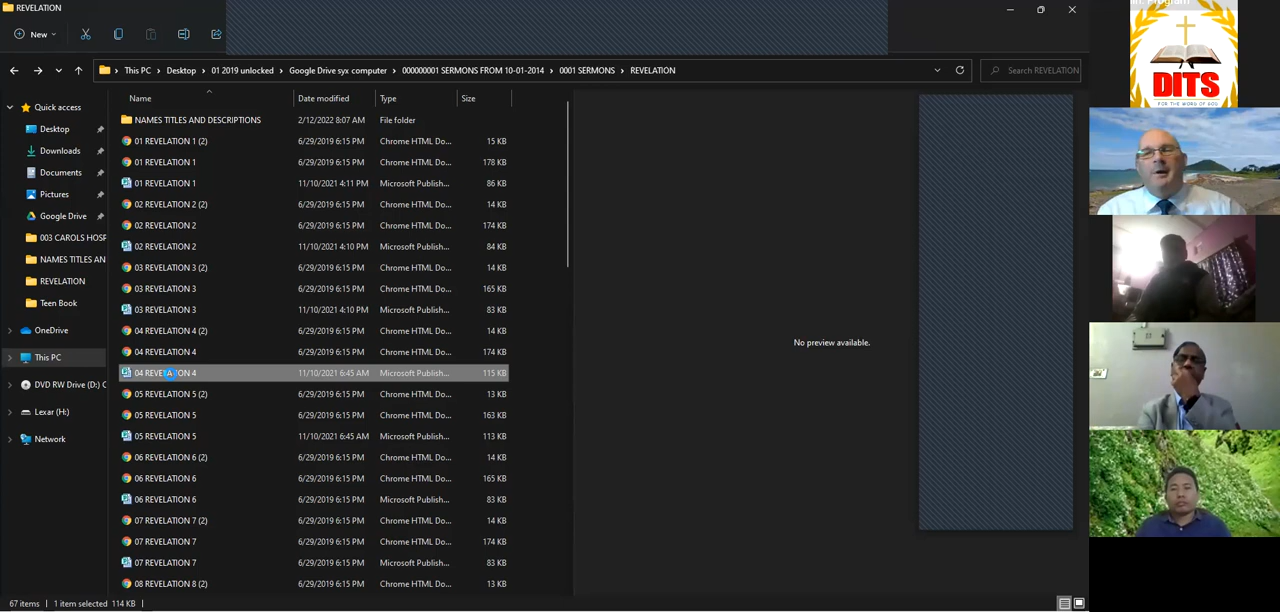 REVELATION
New
This PC > Desktop > 01 2019 unlocked > Google Drive syx computer > 000000001 SERMONS FROM 10-01-2014 > 0001 SERMONS > REVELATION
Search REVELATION
Name Date modified Type Size
Quick access
Desktop
Downloads
Documents
Pictures
Google Drive
003 CAROLS HOSP
NAMES TITLES AN
REVELATION
Teen Book
OneDrive
This PC
DVD RW Drive (D:) C
Lexar (H:)
Network
NAMES TITLES AND DESCRIPTIONS 2/12/2022 8:07 AM File folder
01 REVELATION 1 (2) 6/29/2019 6:15 PM Chrome HTML Do... 15 KB
01 REVELATION 1 6/29/2019 6:15 PM Chrome HTML Do... 178 KB
01 REVELATION 1 11/10/2021 4:11 PM Microsoft Publish... 86 KB
02 REVELATION 2 (2) 6/29/2019 6:15 PM Chrome HTML Do... 14 KB
02 REVELATION 2 6/29/2019 6:15 PM Chrome HTML Do... 174 KB
02 REVELATION 2 11/10/2021 4:10 PM Microsoft Publish... 84 KB
03 REVELATION 3 (2) 6/29/2019 6:15 PM Chrome HTML Do... 14 KB
03 REVELATION 3 6/29/2019 6:15 PM Chrome HTML Do... 165 KB
03 REVELATION 3 11/10/2021 4:10 PM Microsoft Publish... 83 KB
04 REVELATION 4 (2) 6/29/2019 6:15 PM Chrome HTML Do... 14 KB
04 REVELATION 4 6/29/2019 6:15 PM Chrome HTML Do... 174 KB
04 REVELATION 4 11/10/2021 6:45 AM Microsoft Publish... 115 KB
05 REVELATION 5 (2) 6/29/2019 6:15 PM Chrome HTML Do... 13 KB
05 REVELATION 5 6/29/2019 6:15 PM Chrome HTML Do... 163 KB
05 REVELATION 5 11/10/2021 6:45 AM Microsoft Publish... 113 KB
06 REVELATION 6 (2) 6/29/2019 6:15 PM Chrome HTML Do... 14 KB
06 REVELATION 6 6/29/2019 6:15 PM Chrome HTML Do... 165 KB
06 REVELATION 6 6/29/2019 6:15 PM Microsoft Publish... 83 KB
07 REVELATION 7 (2) 6/29/2019 6:15 PM Chrome HTML Do... 14 KB
07 REVELATION 7 6/29/2019 6:15 PM Chrome HTML Do... 174 KB
07 REVELATION 7 6/29/2019 6:15 PM Microsoft Publish... 83 KB
08 REVELATION 8 (2) 6/29/2019 6:15 PM Chrome HTML Do... 13 KB
No preview available.
67 items 1 item selected 114 KB
Program
DITS
FOR THE WORD OF GOD